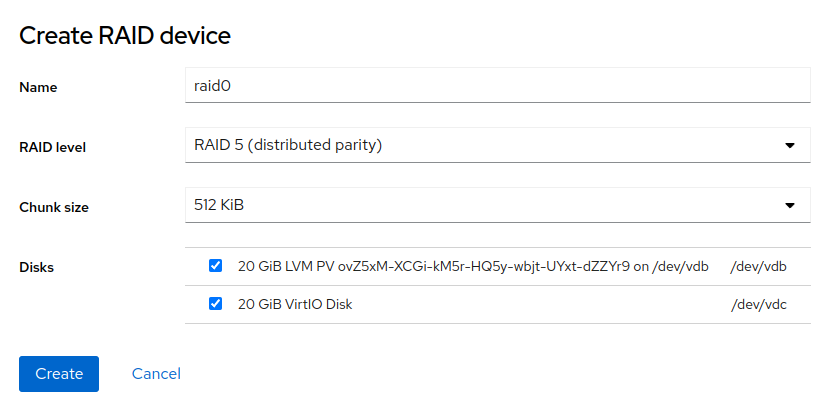 Create RAID device
Name raid0
RAID level RAID 5 (distributed parity)
Chunk size 512 KiB
Disks 20 GiB LVM PV ovZ5xM-XCGi-kM5r-HQ5y-wbjt-UYxt-dZZYr9 on /dev/vdb /dev/vdb
20 GiB VirtIO Disk /dev/vdc
Create Cancel